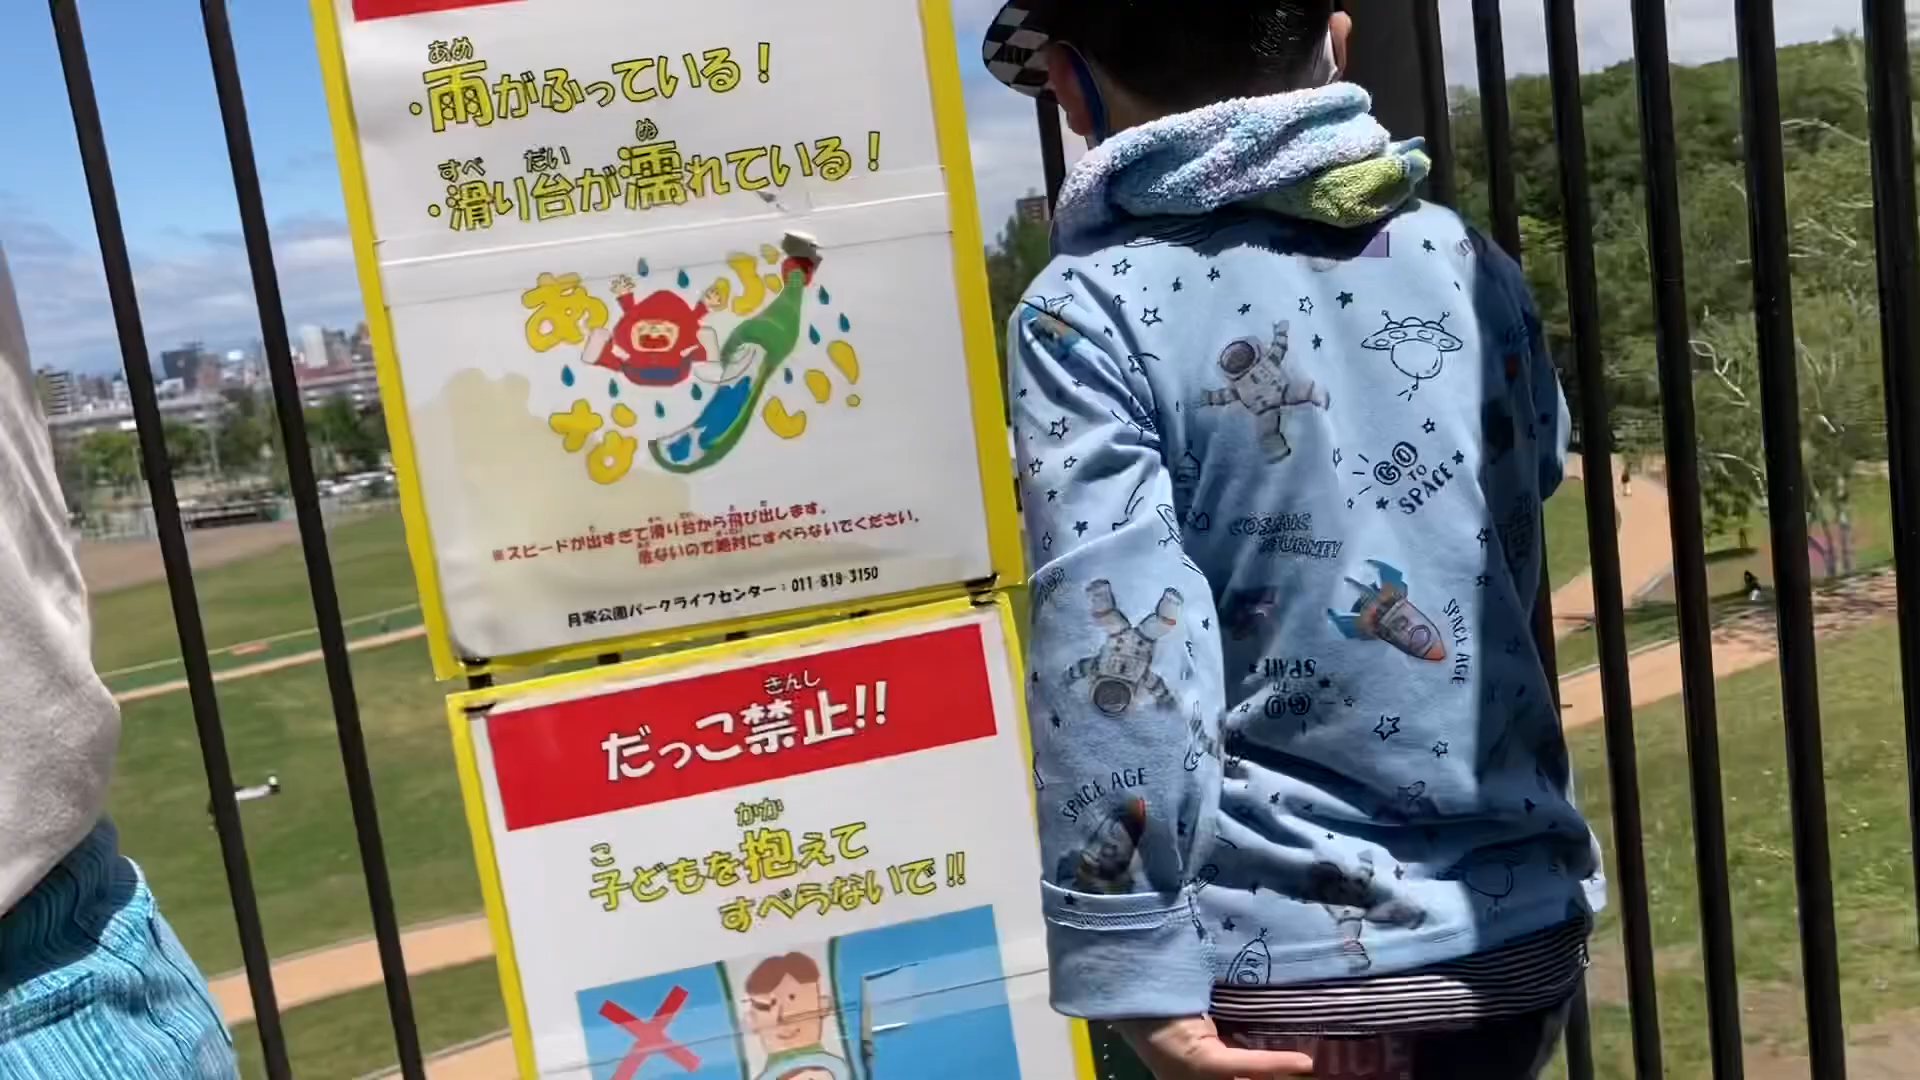 あめ
・雨がふっている！
すべ だい ぬ
・滑り台が濡れている！
あぶ
ない!!
※スピードが出すぎて滑り台から飛び出します。
危ないので絶対にすべらないでください。
月寒公園パークライフセンター：011-818-3150
きんし
だっこ禁止!!
こ かか
子どもを抱えて
すべらないで!!
GO
TO
SPACE
COSMIC
JOURNEY
SPACE AGE
GO
TO
SPACE
SPACE AGE